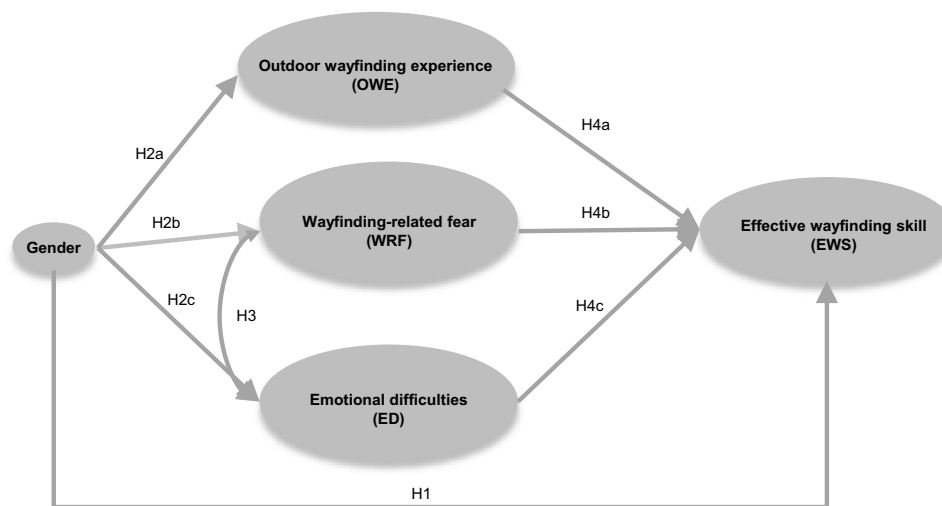 Outdoor wayfinding experience
(OWE)
H4a
H2a
Wayfinding-related fear
(WRF)
H2b
H4b
Effective wayfinding skill
(EWS)
Gender
H2c
H3
H4c
Emotional difficulties
(ED)
H1